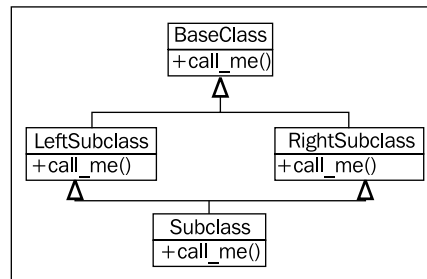 BaseClass
+call_me()
LeftSubclass
+call_me()
RightSubclass
+call_me()
Subclass
+call_me()